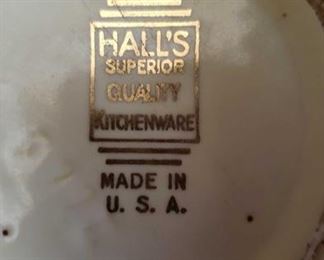 HALL'S
SUPERIOR
QUALITY
KITCHENWARE
MADE IN
U. S. A.